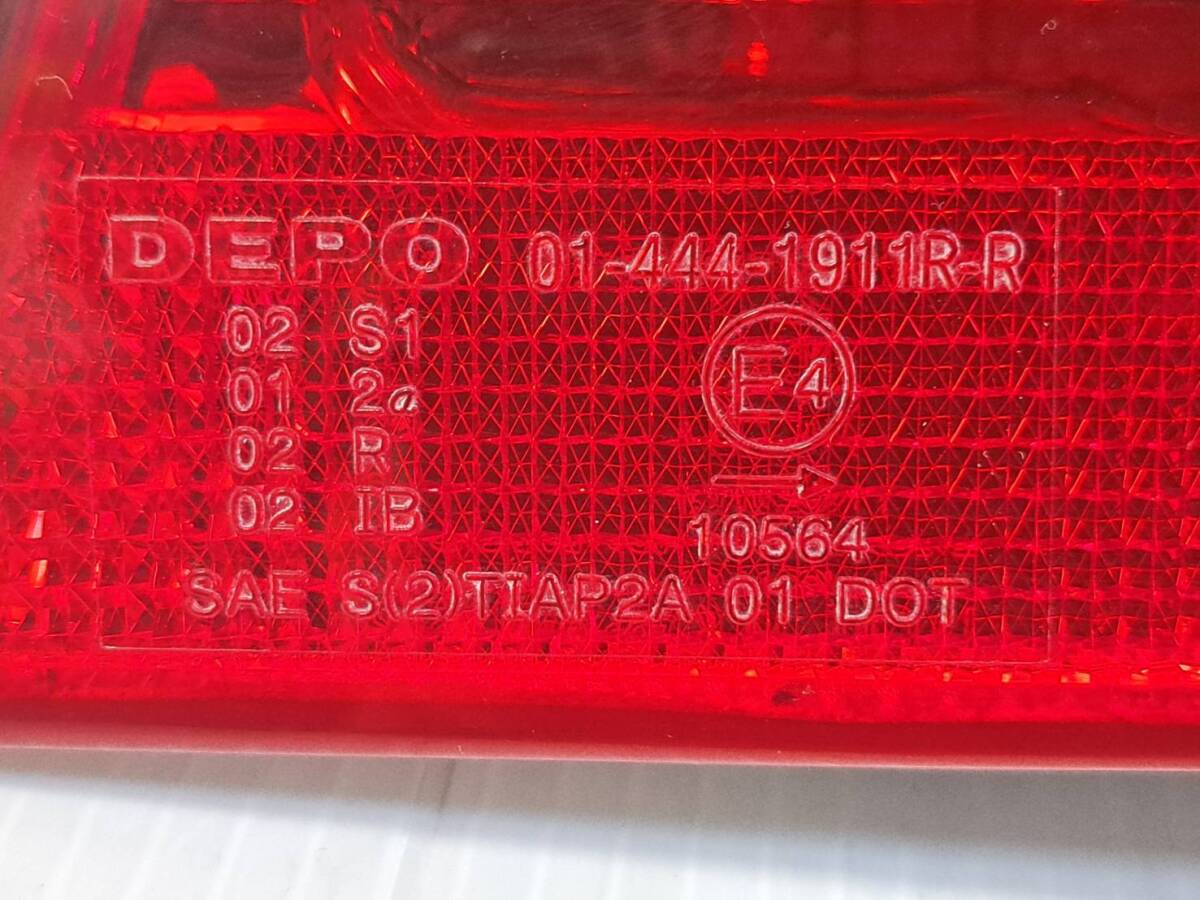 DEPO 01-444-1911R-R
02 S1
01 2a
02 R
02 IB
E4
→
10564
SAE S(2)TIAP2A 01 DOT